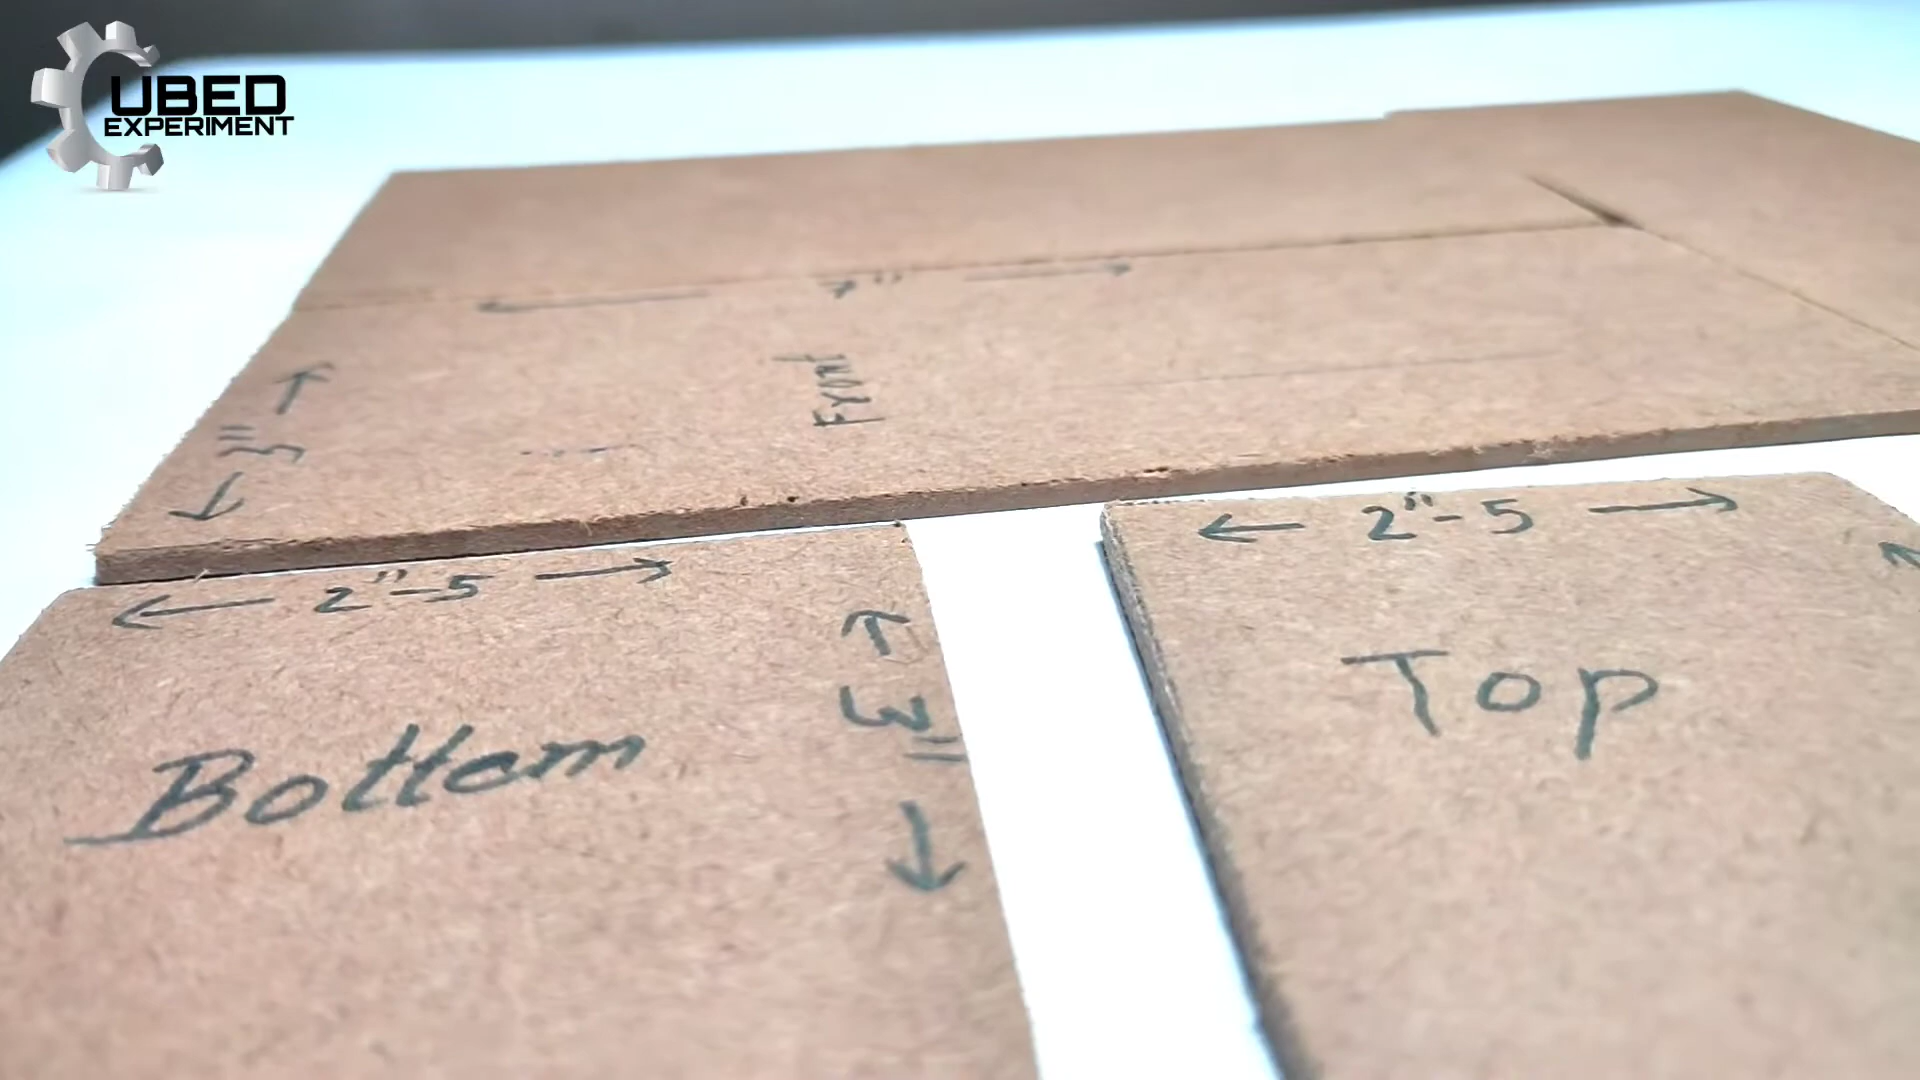 UBED
EXPERIMENT
7"
Front
3"
2"-5
2"-5
3"
Bottom
Top